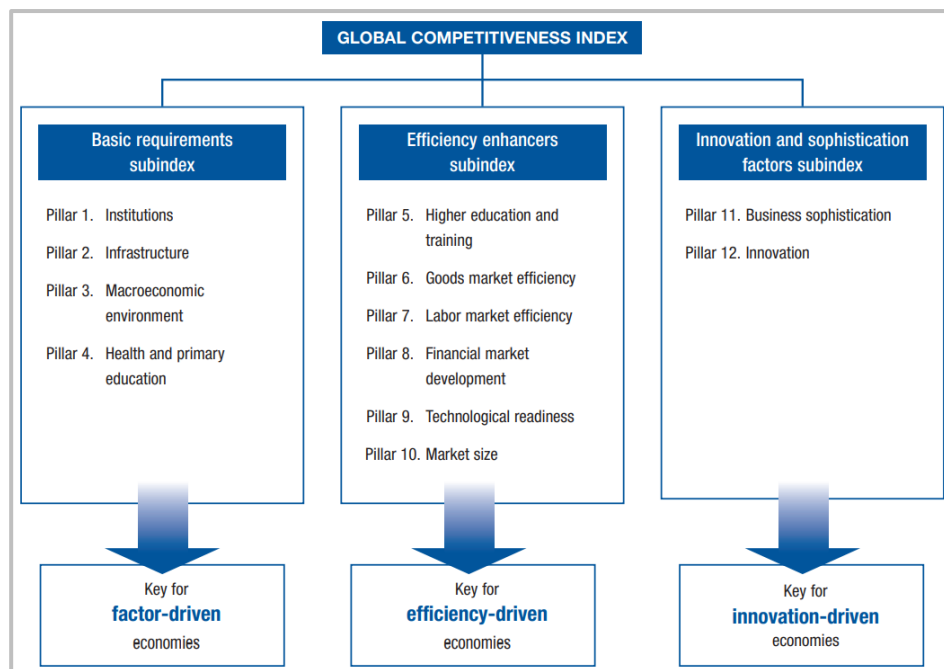 GLOBAL COMPETITIVENESS INDEX
Basic requirements
subindex
Pillar 1. Institutions
Pillar 2. Infrastructure
Pillar 3. Macroeconomic
environment
Pillar 4. Health and primary
education
Key for
factor-driven
economies
Efficiency enhancers
subindex
Pillar 5. Higher education and
training
Pillar 6. Goods market efficiency
Pillar 7. Labor market efficiency
Pillar 8. Financial market
development
Pillar 9. Technological readiness
Pillar 10. Market size
Key for
efficiency-driven
economies
Innovation and sophistication
factors subindex
Pillar 11. Business sophistication
Pillar 12. Innovation
Key for
innovation-driven
economies